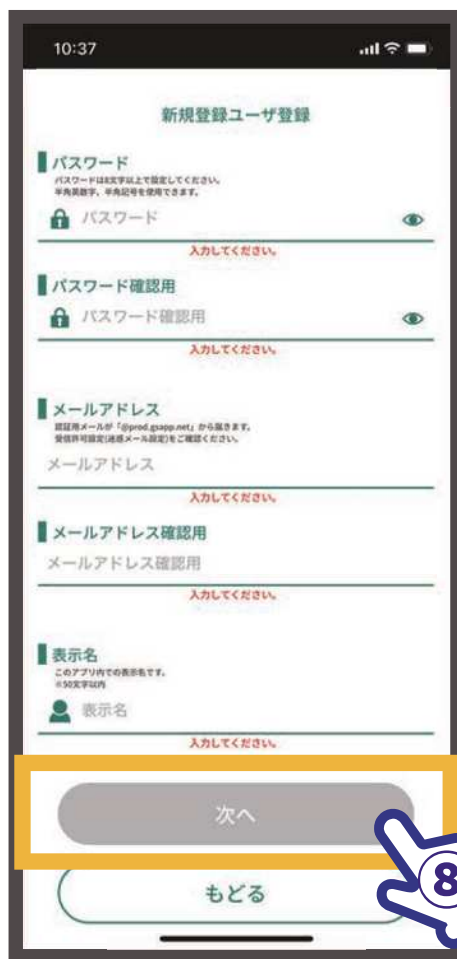 10:37
新規登録ユーザ登録
パスワード
パスワードは8文字以上で設定してください。
半角英数字、半角記号を使用できます。
パスワード
入力してください。
パスワード確認用
パスワード確認用
入力してください。
メールアドレス
認証用メールが「@prod.gsapp.net」から届きます。
受信許可設定(迷惑メール設定)をご確認ください。
メールアドレス
入力してください。
メールアドレス確認用
メールアドレス確認用
入力してください。
表示名
このアプリ内での表示名です。
※50文字以内
表示名
入力してください。
次へ
8
もどる